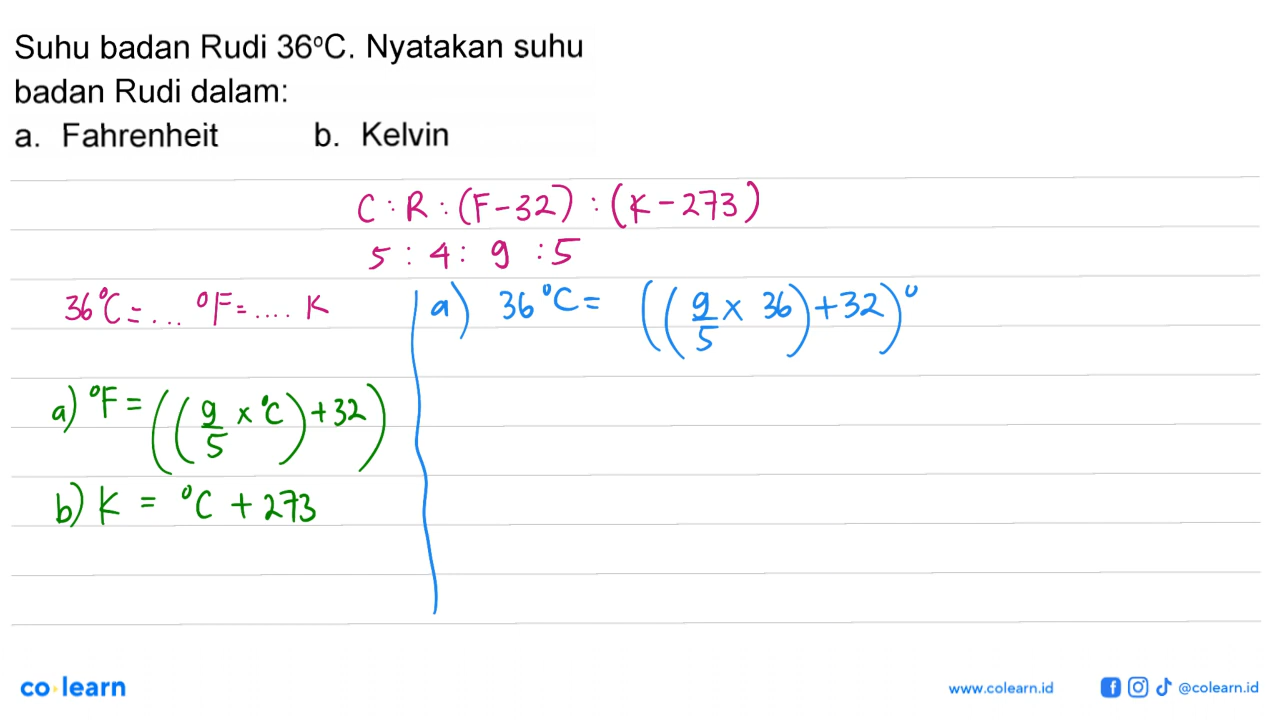 Suhu badan Rudi 36°C. Nyatakan suhu
badan Rudi dalam:
a. Fahrenheit b. Kelvin
C : R : (F - 32) : (K - 273)
5 : 4 : 9 : 5
36°C = ... °F = .... K
a) °F = ((9/5 × °C) + 32)
b) K = °C + 273
a) 36°C = ((9/5 × 36) + 32)°
co learn
www.colearn.id
@colearn.id